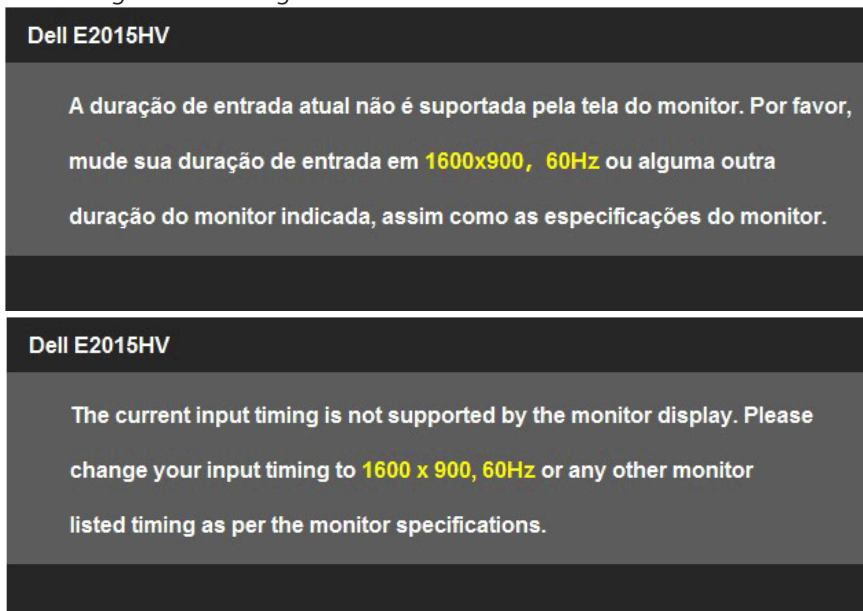 Dell E2015HV
A duração de entrada atual não é suportada pela tela do monitor. Por favor,
mude sua duração de entrada em 1600x900, 60Hz ou alguma outra
duração do monitor indicada, assim como as especificações do monitor.
Dell E2015HV
The current input timing is not supported by the monitor display. Please
change your input timing to 1600 x 900, 60Hz or any other monitor
listed timing as per the monitor specifications.